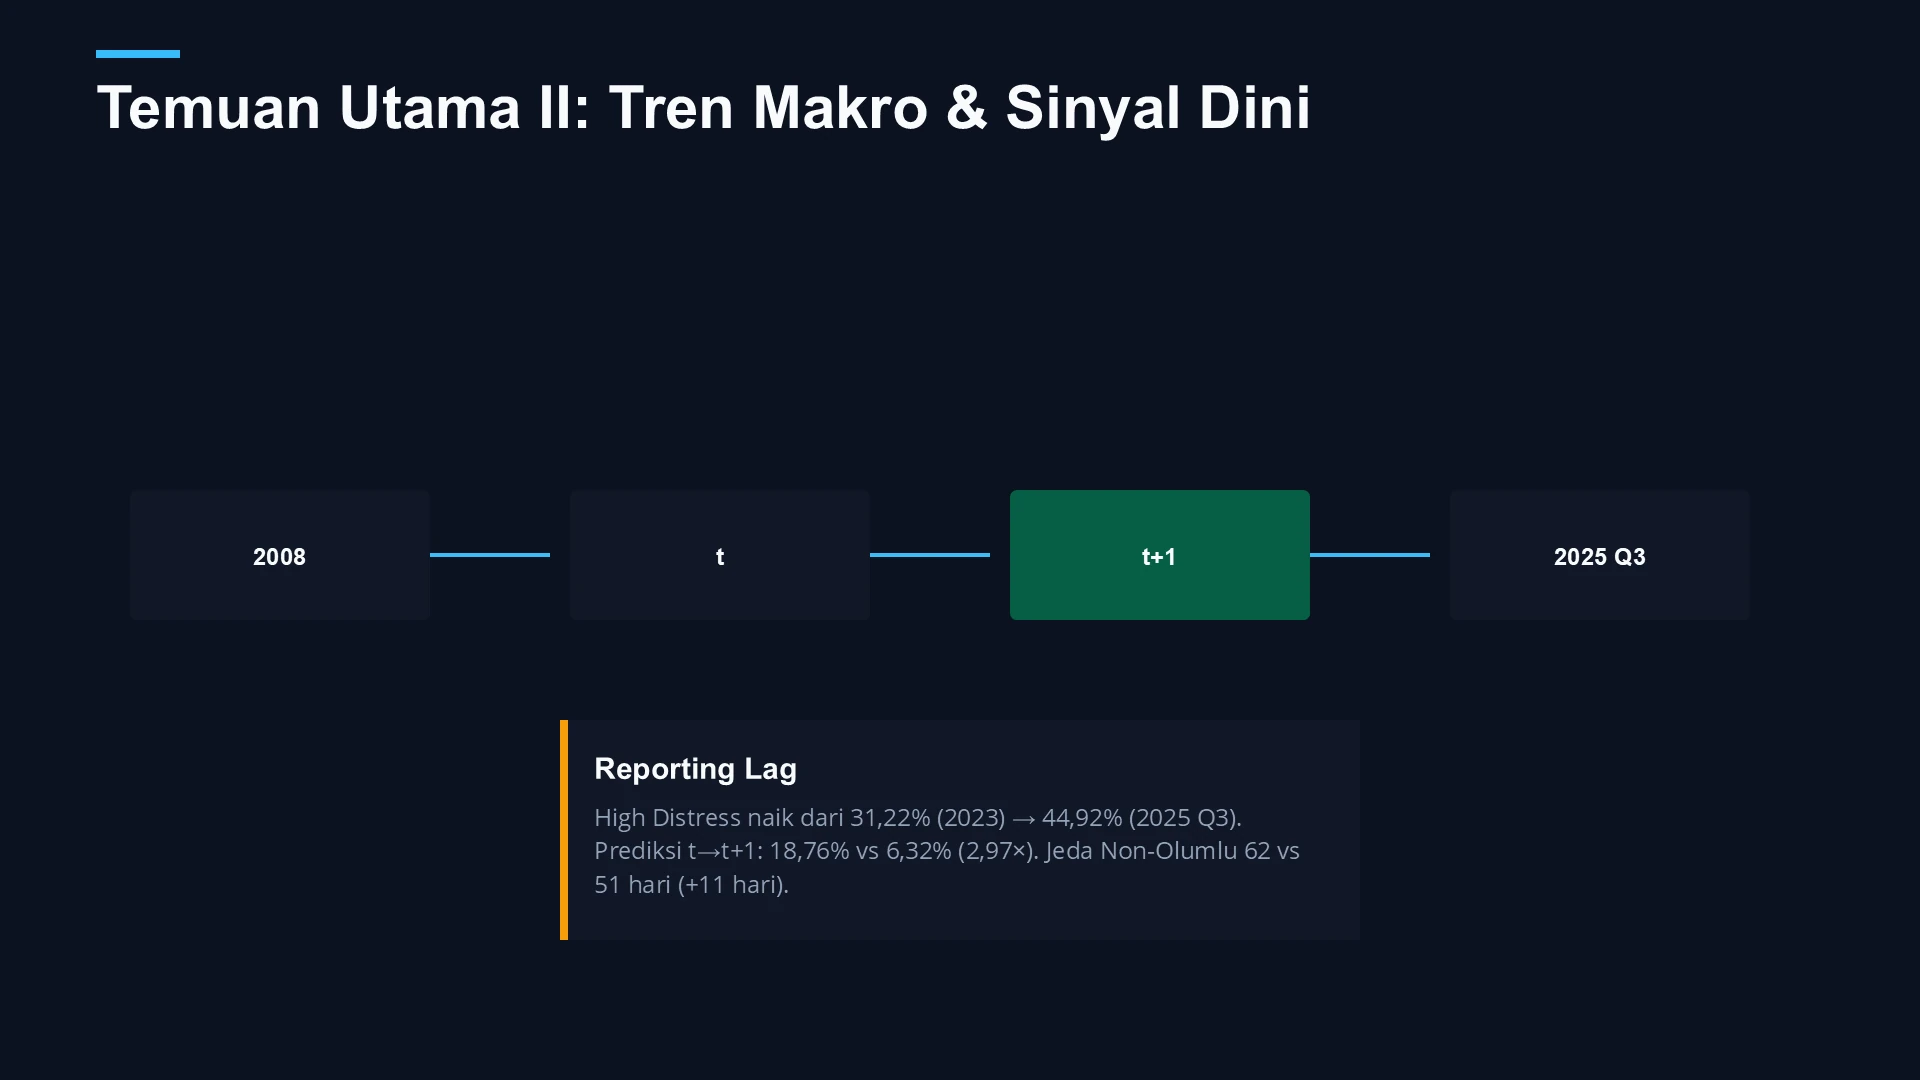 Temuan Utama II: Tren Makro & Sinyal Dini
2008
t
t+1
2025 Q3
Reporting Lag
High Distress naik dari 31,22% (2023) → 44,92% (2025 Q3).
Prediksi t→t+1: 18,76% vs 6,32% (2,97×). Jeda Non-Olumlu 62 vs
51 hari (+11 hari).